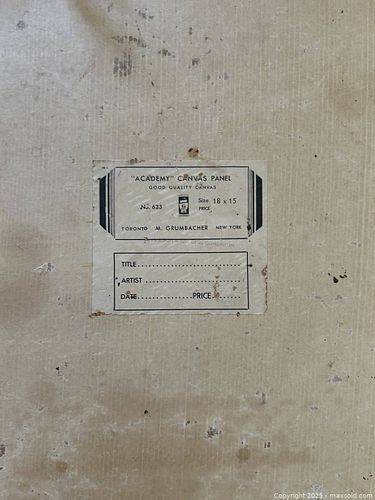 "ACADEMY" CANVAS PANEL
GOOD QUALITY CANVAS
No. 633 Size 18 x 15
PRICE
TORONTO M. GRUMBACHER NEW YORK
TITLE........................
ARTIST........................
DATE................PRICE........
Copyright 2025 - maxsold.com